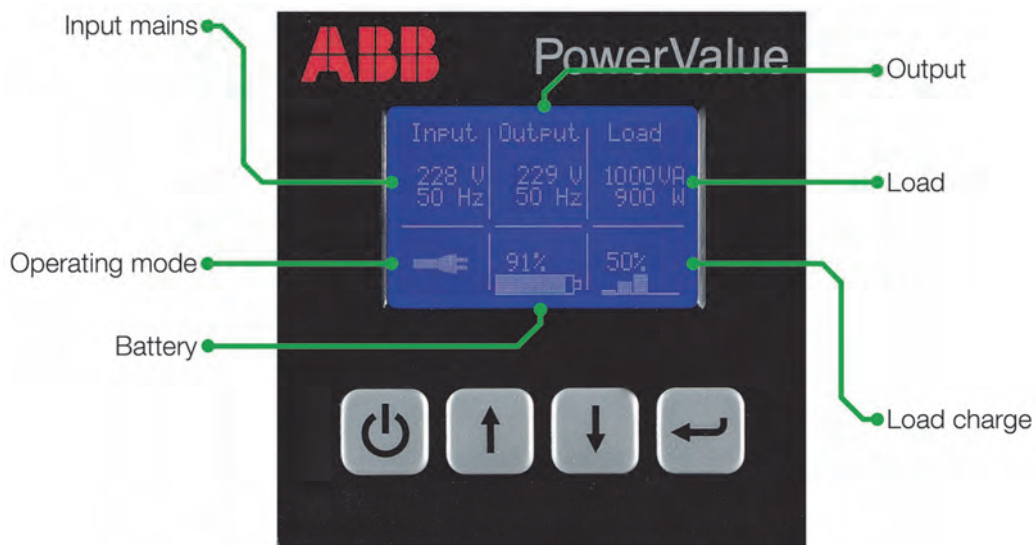 Input mains
ABB
PowerValue
Output
Input Output Load
228 V 229 V 1000VA
50 Hz 50 Hz 900 W
Load
Operating mode
91% 50%
Battery
Load charge